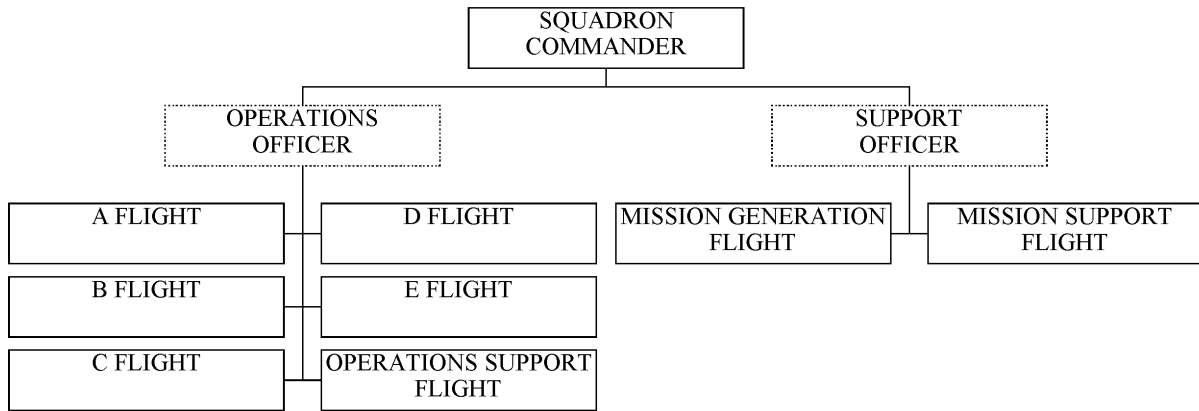 SQUADRON
COMMANDER
OPERATIONS
OFFICER
SUPPORT
OFFICER
A FLIGHT
D FLIGHT
MISSION GENERATION
FLIGHT
MISSION SUPPORT
FLIGHT
B FLIGHT
E FLIGHT
C FLIGHT
OPERATIONS SUPPORT
FLIGHT